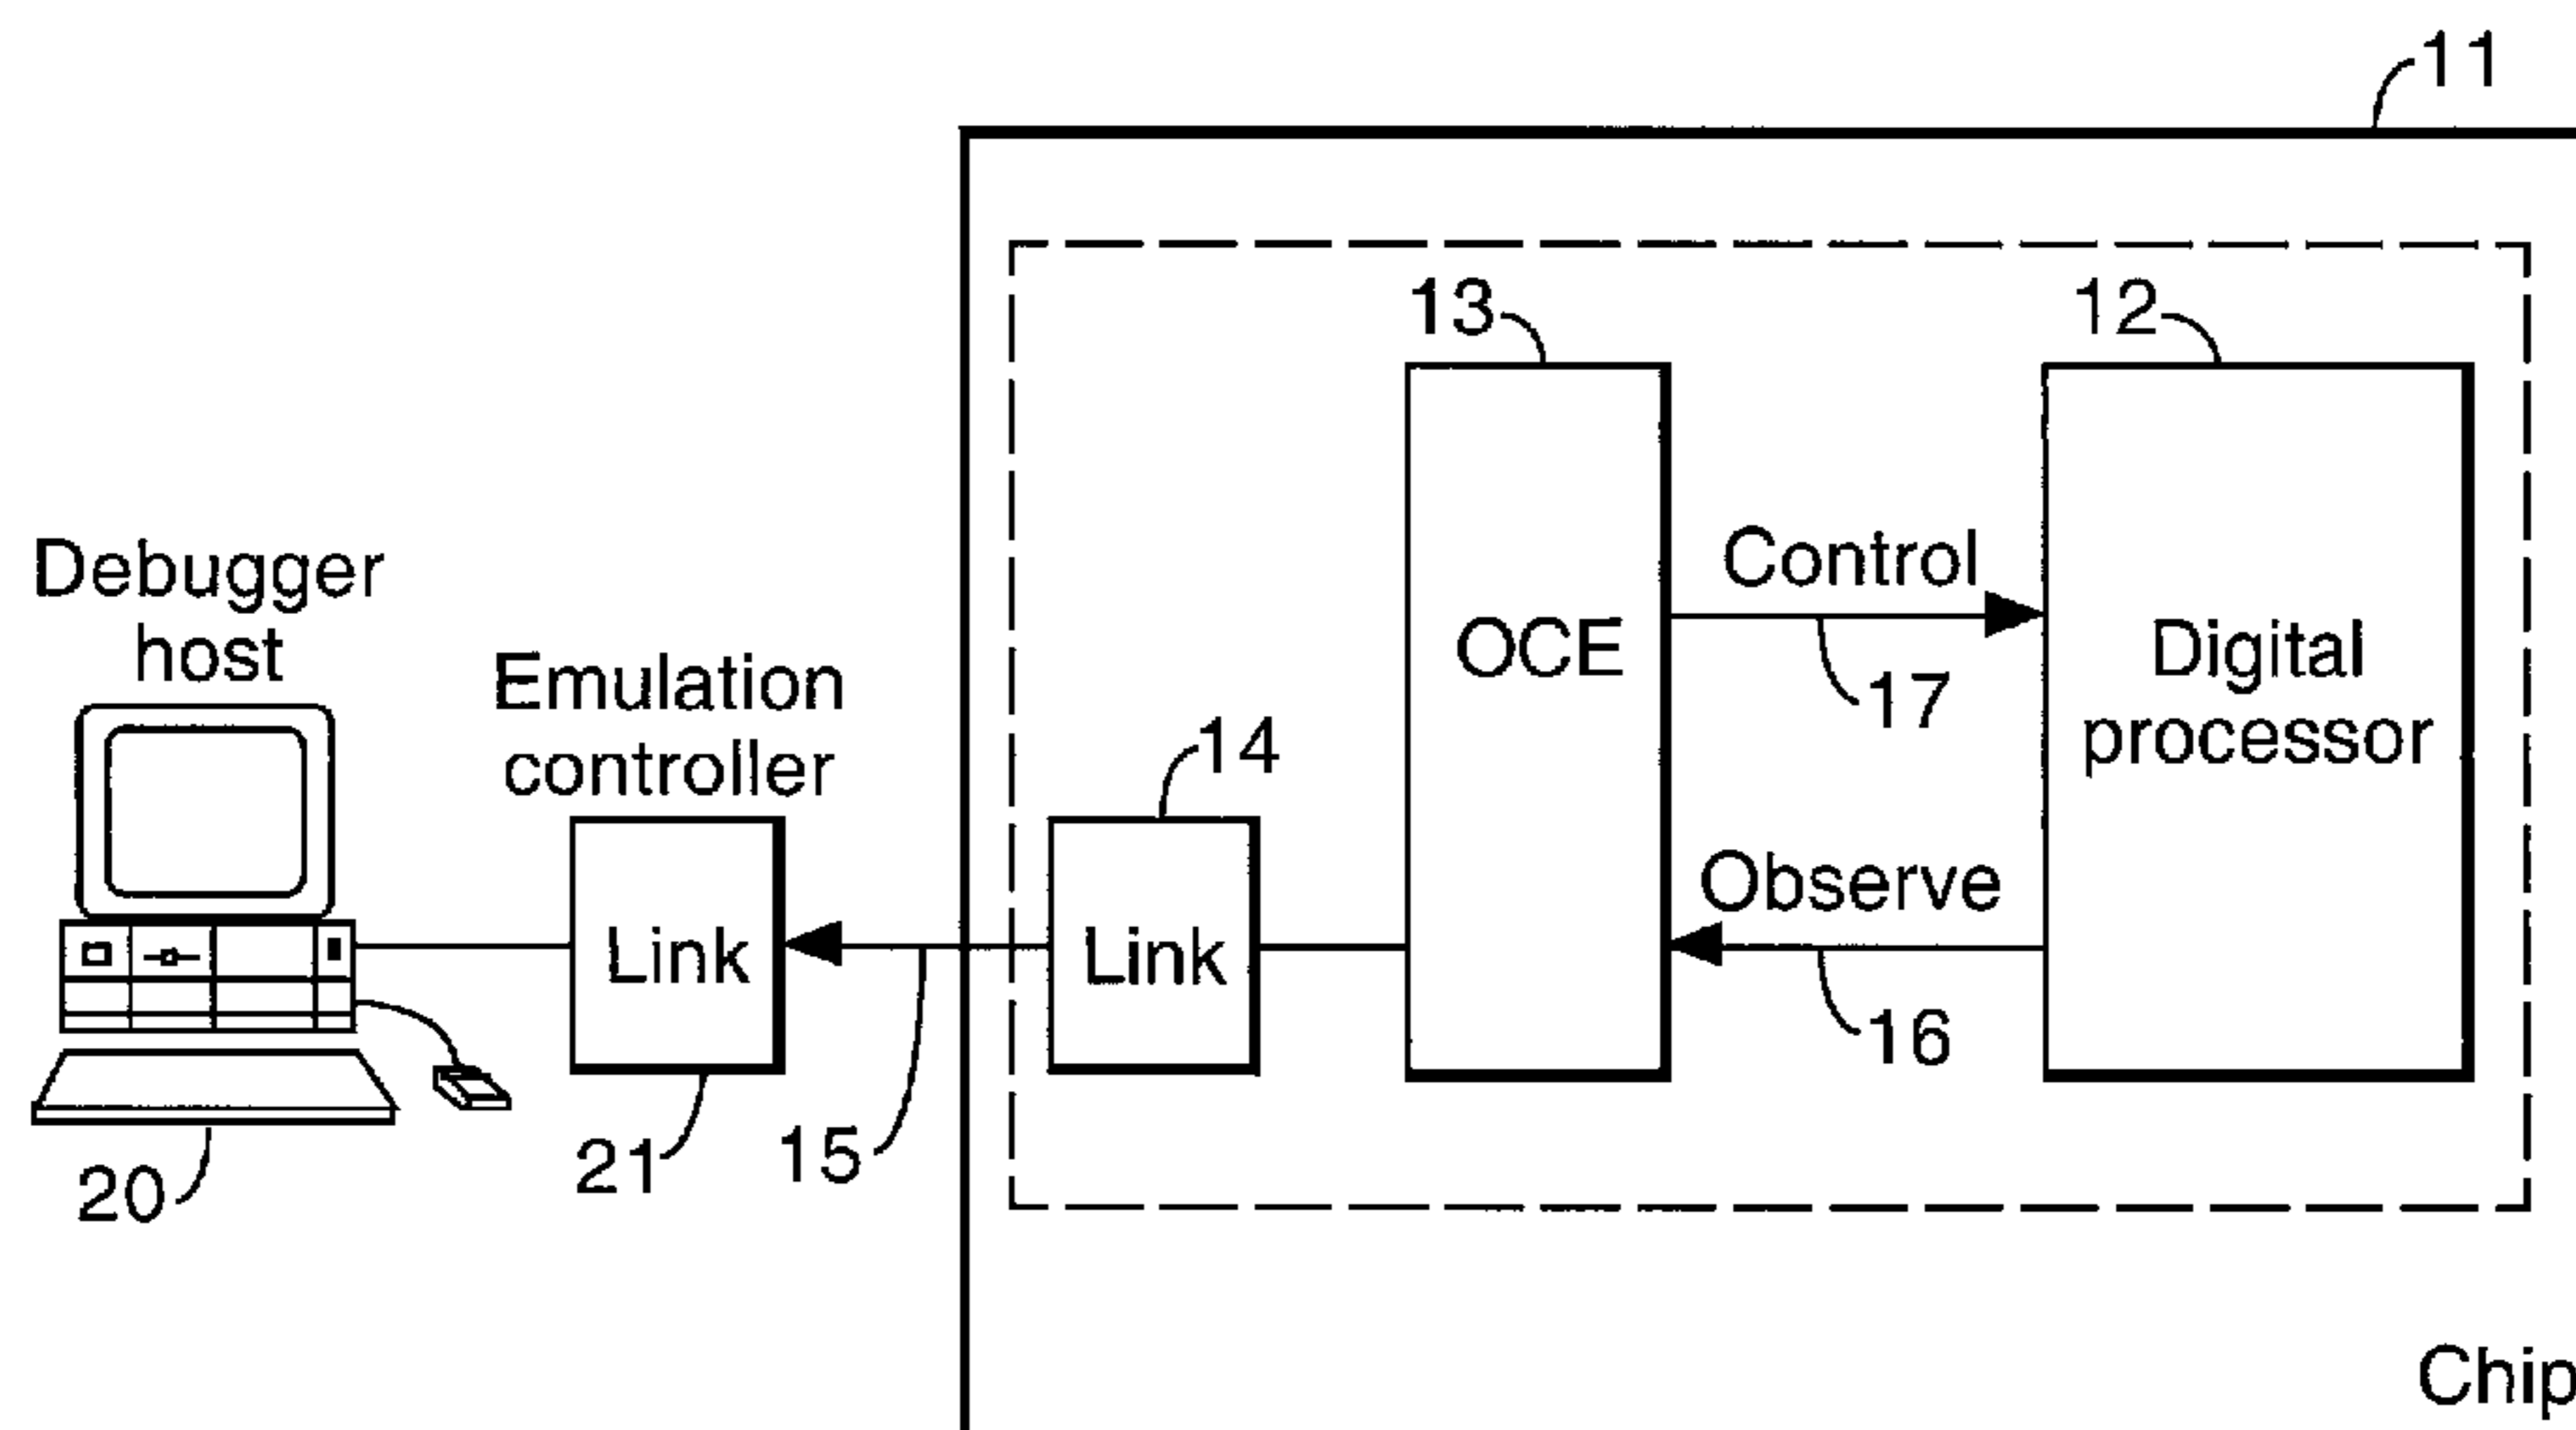 11
13
12
Debugger
host
Control
OCE
Digital
processor
Emulation
controller
17
14
Observe
Link
Link
16
15
21
20
Chip